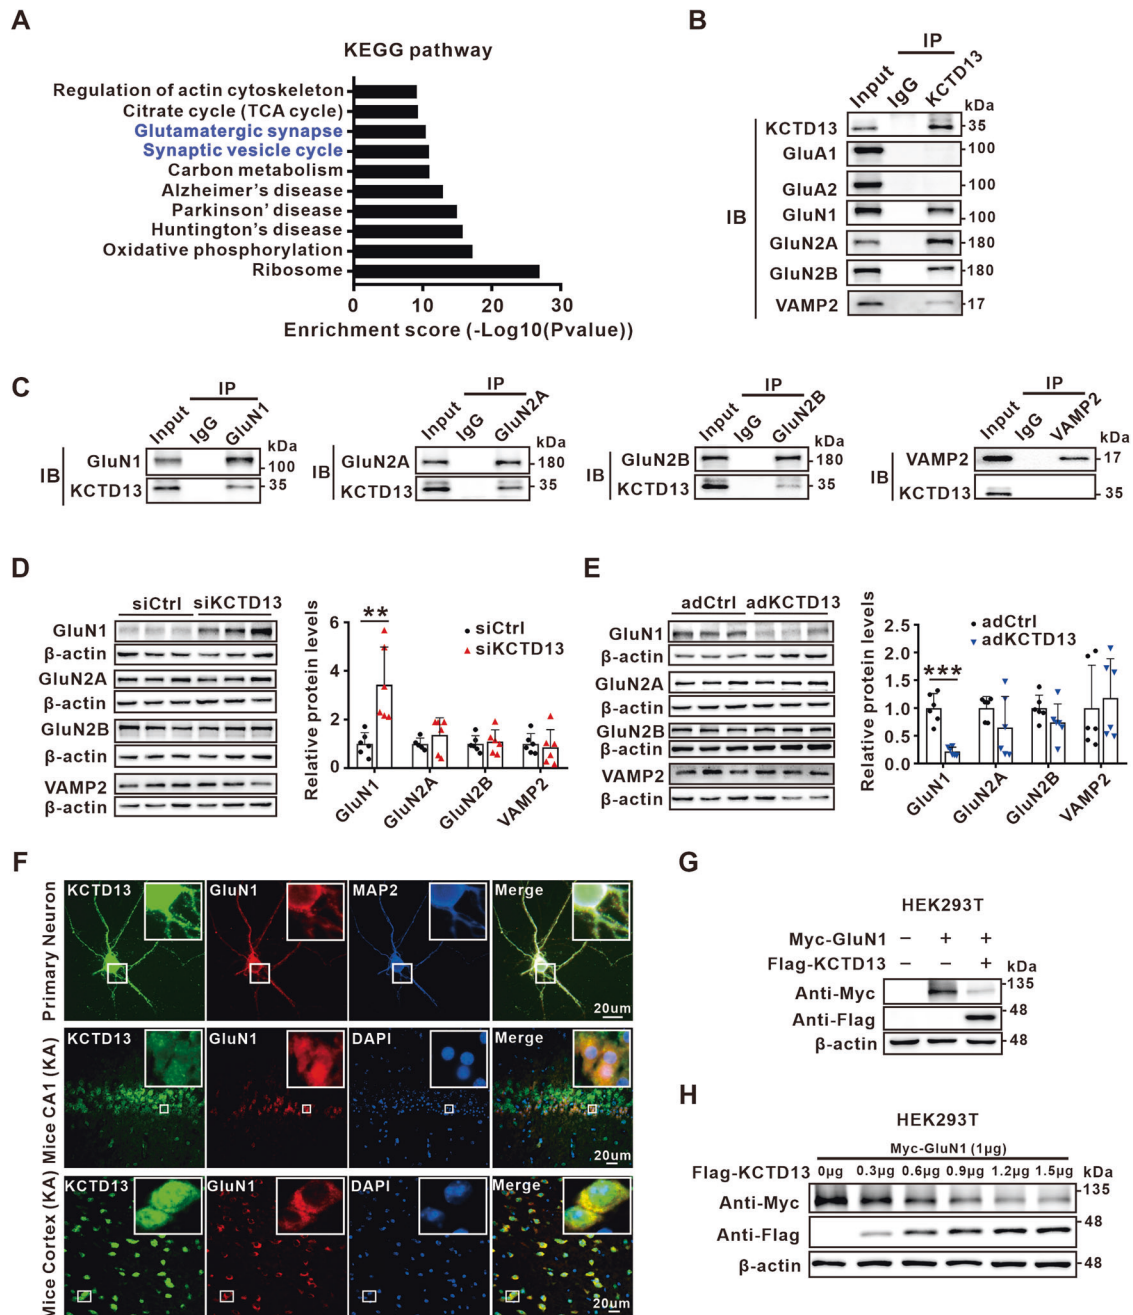 A
KEGG pathway
Regulation of actin cytoskeleton
Citrate cycle (TCA cycle)
Glutamatergic synapse
Synaptic vesicle cycle
Carbon metabolism
Alzheimer's disease
Parkinson' disease
Huntington's disease
Oxidative phosphorylation
Ribosome
0 10 20 30
Enrichment score (-Log10(Pvalue))
B
IP
Input IgG KCTD13 kDa
IB
KCTD13 35
GluA1 100
GluA2 100
GluN1 100
GluN2A 180
GluN2B 180
VAMP2 17
C
IP
Input IgG GluN1 kDa
IB
GluN1 100
KCTD13 35
IP
Input IgG GluN2A kDa
IB
GluN2A 180
KCTD13 35
IP
Input IgG GluN2B kDa
IB
GluN2B 180
KCTD13 35
IP
Input IgG VAMP2 kDa
IB
VAMP2 17
KCTD13 35
D
siCtrl siKCTD13
GluN1
β-actin
GluN2A
β-actin
GluN2B
β-actin
VAMP2
β-actin
Relative protein levels
6
4
2
0
**
siCtrl
siKCTD13
GluN1 GluN2A GluN2B VAMP2
E
adCtrl adKCTD13
GluN1
β-actin
GluN2A
β-actin
GluN2B
β-actin
VAMP2
β-actin
Relative protein levels
2.5
2.0
1.5
1.0
0.5
0.0
***
adCtrl
adKCTD13
GluN1 GluN2A GluN2B VAMP2
F
Primary Neuron
KCTD13 GluN1 MAP2 Merge
20um
Mice CA1 (KA)
KCTD13 GluN1 DAPI Merge
20um
Mice Cortex (KA)
KCTD13 GluN1 DAPI Merge
20um
G
HEK293T
Myc-GluN1 – + +
Flag-KCTD13 – – + kDa
Anti-Myc 135
Anti-Flag 48
β-actin 48
H
HEK293T
Myc-GluN1 (1μg)
Flag-KCTD13 0μg 0.3μg 0.6μg 0.9μg 1.2μg 1.5μg kDa
Anti-Myc 135
Anti-Flag 48
β-actin 48